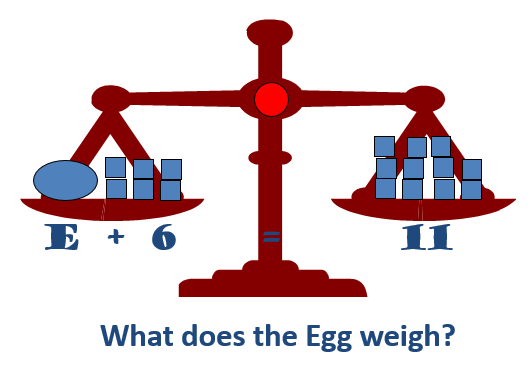 E + 6 = 11
What does the Egg weigh?